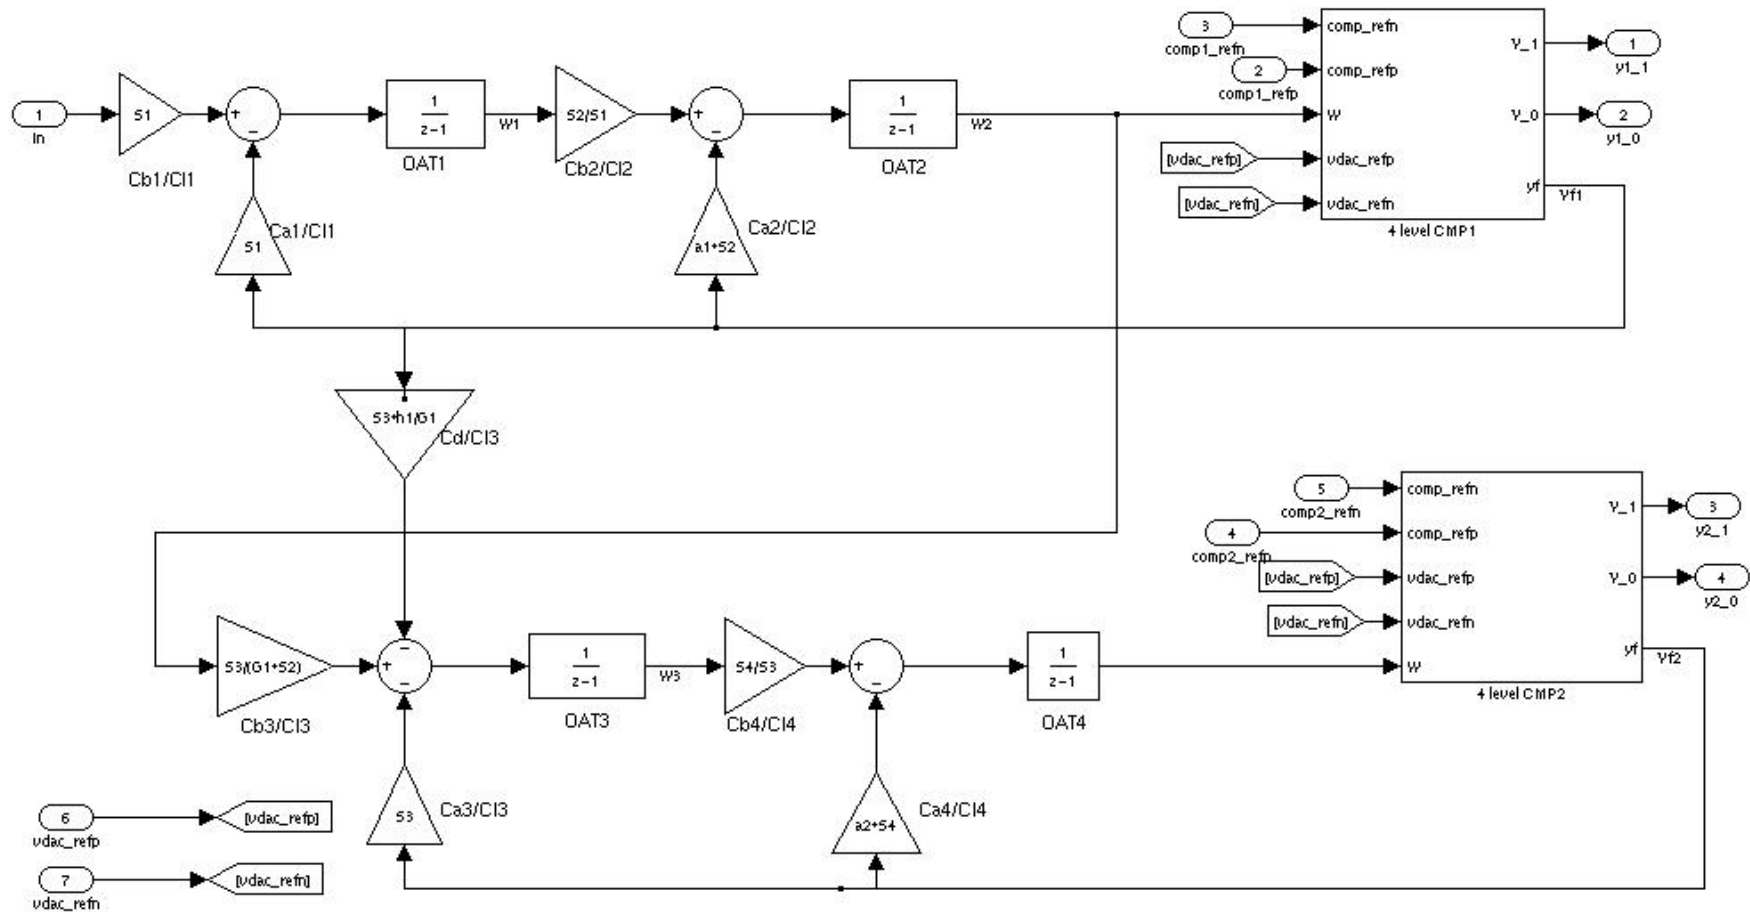 3
comp1_refn
2
comp1_refp
comp_refn
comp_refp
w
vdac_refp
vdac_refn
v_1
v_0
yf
Vf1
4 level CMP1
1
y1_1
2
y1_0
[vdac_refp]
[vdac_refn]
1
in
S1
Cb1/CI1
+
−
1
z−1
OAT1
W1
S2/S1
Cb2/CI2
+
−
1
z−1
OAT2
W2
S1
Ca1/CI1
a1*S2
Ca2/CI2
S3*h1/G1
Cd/CI3
5
comp2_refn
4
comp2_refp
[vdac_refp]
[vdac_refn]
comp_refn
comp_refp
vdac_refp
vdac_refn
w
v_1
v_0
yf
Vf2
4 level CMP2
3
y2_1
4
y2_0
S3/(G1*S2)
Cb3/CI3
−
+
−
1
z−1
OAT3
W3
S4/S3
Cb4/CI4
+
−
1
z−1
OAT4
S3
Ca3/CI3
a2*S4
Ca4/CI4
6
vdac_refp
[vdac_refp]
7
vdac_refn
[vdac_refn]